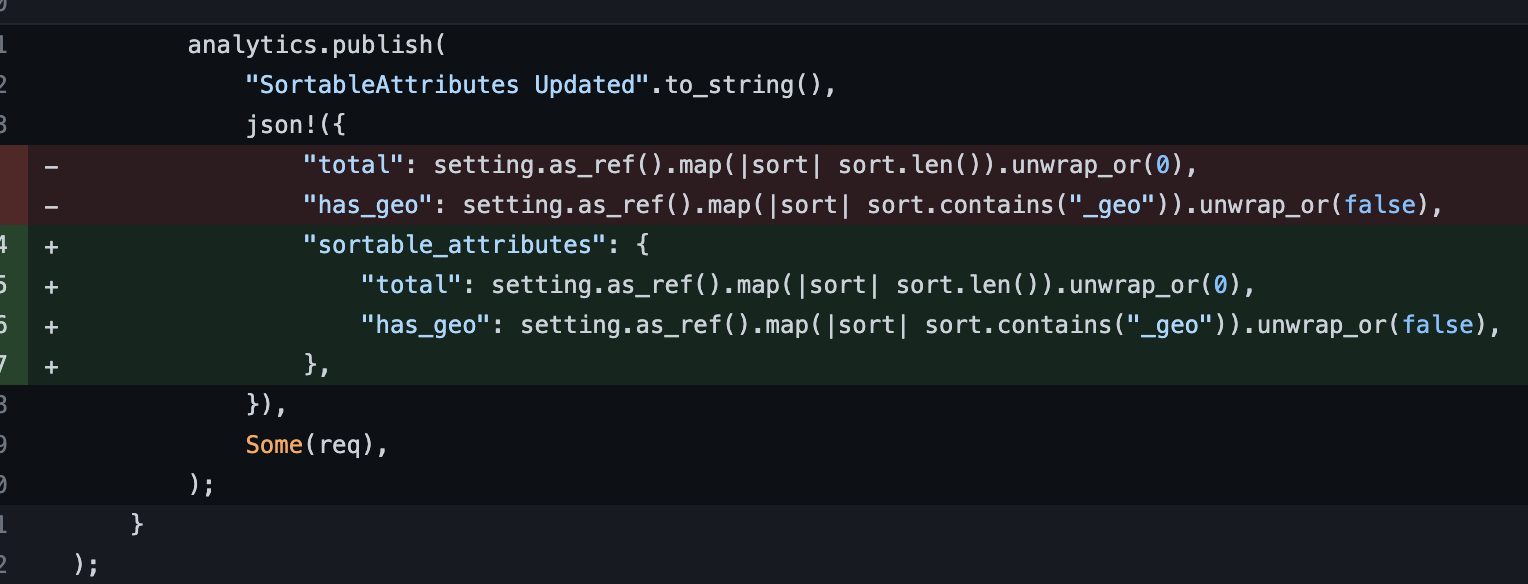 0
1 analytics.publish(
2 "SortableAttributes Updated".to_string(),
3 json!({
− "total": setting.as_ref().map(|sort| sort.len()).unwrap_or(0),
− "has_geo": setting.as_ref().map(|sort| sort.contains("_geo")).unwrap_or(false),
4 + "sortable_attributes": {
5 + "total": setting.as_ref().map(|sort| sort.len()).unwrap_or(0),
6 + "has_geo": setting.as_ref().map(|sort| sort.contains("_geo")).unwrap_or(false),
7 + },
8 }),
9 Some(req),
0 );
1 }
2 );